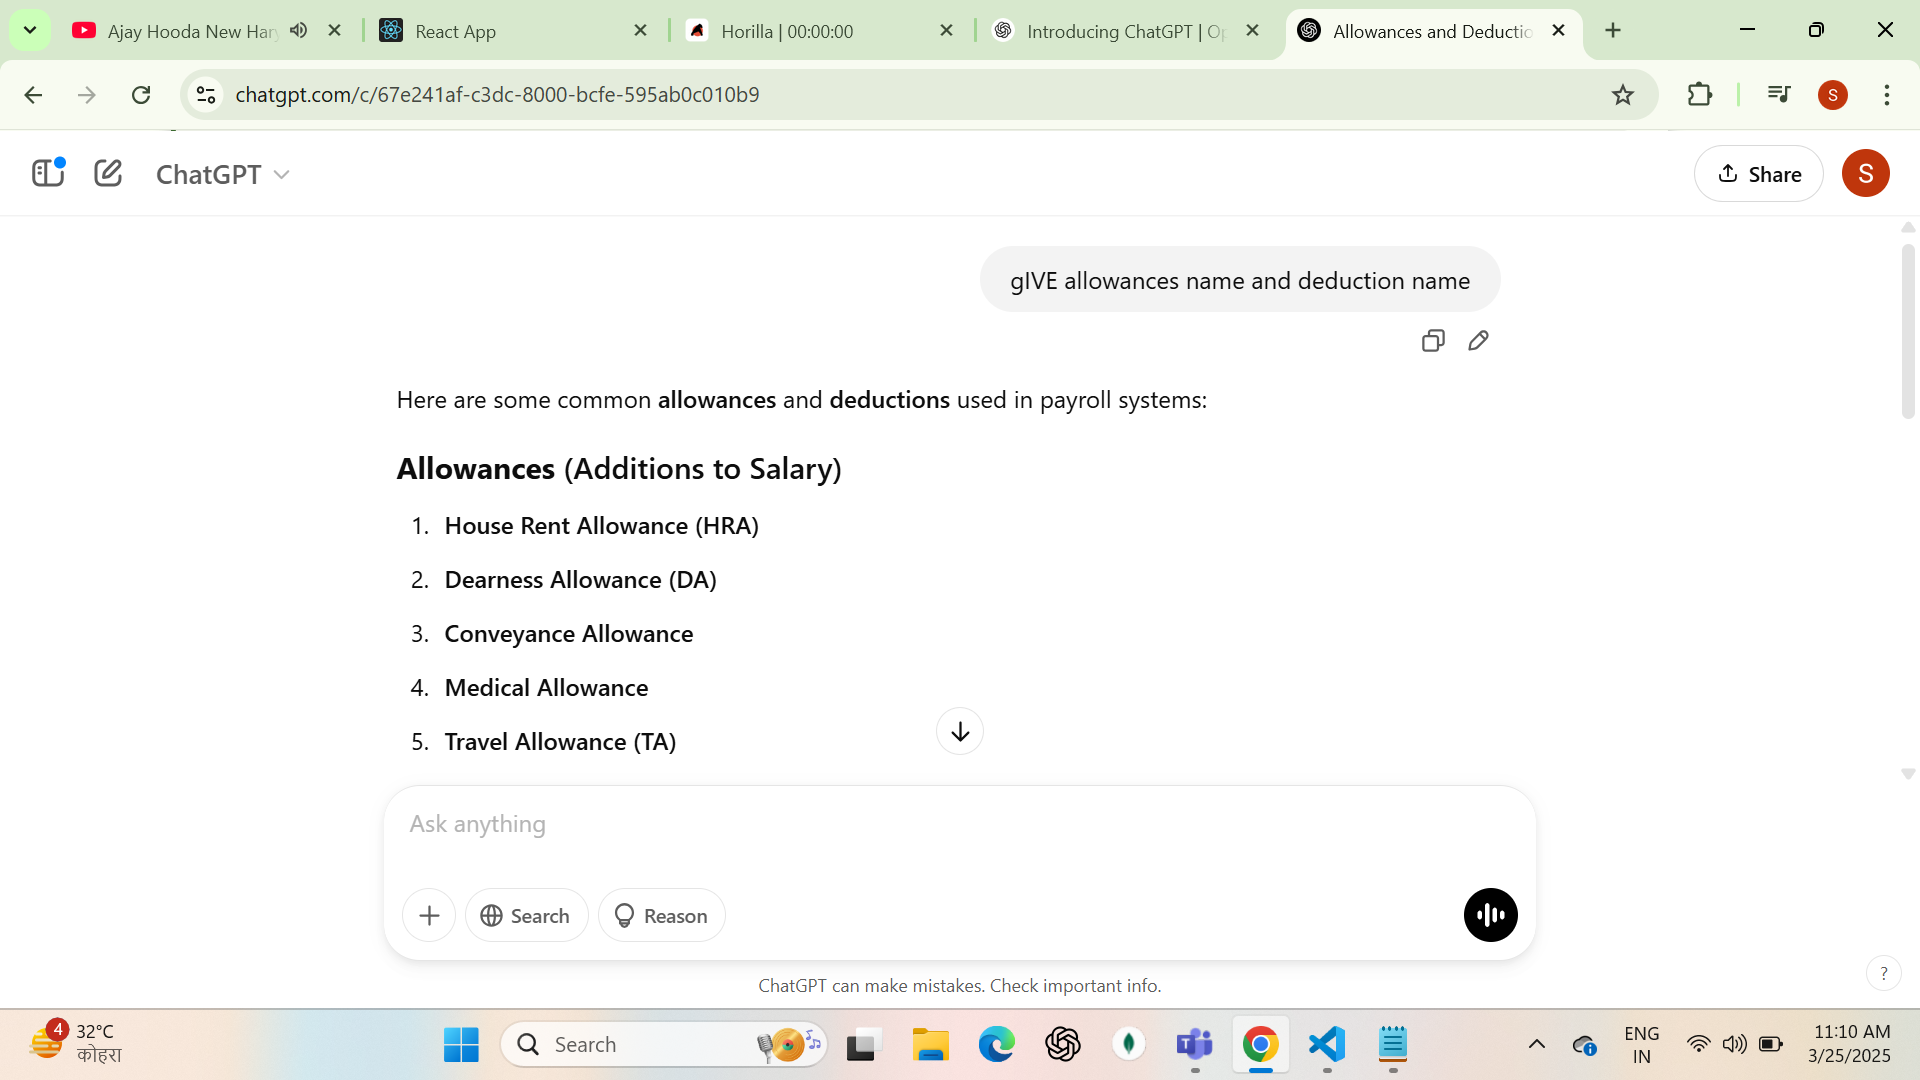 Ajay Hooda New Har
React App
Horilla | 00:00:00
Introducing ChatGPT | Op
Allowances and Deductio
chatgpt.com/c/67e241af-c3dc-8000-bcfe-595ab0c010b9
S
ChatGPT
Share
S
gIVE allowances name and deduction name
Here are some common allowances and deductions used in payroll systems:
Allowances (Additions to Salary)
1. House Rent Allowance (HRA)
2. Dearness Allowance (DA)
3. Conveyance Allowance
4. Medical Allowance
5. Travel Allowance (TA)
Ask anything
Search
Reason
ChatGPT can make mistakes. Check important info.
?
4
32°C
कोहरा
Search
ENG
IN
11:10 AM
3/25/2025